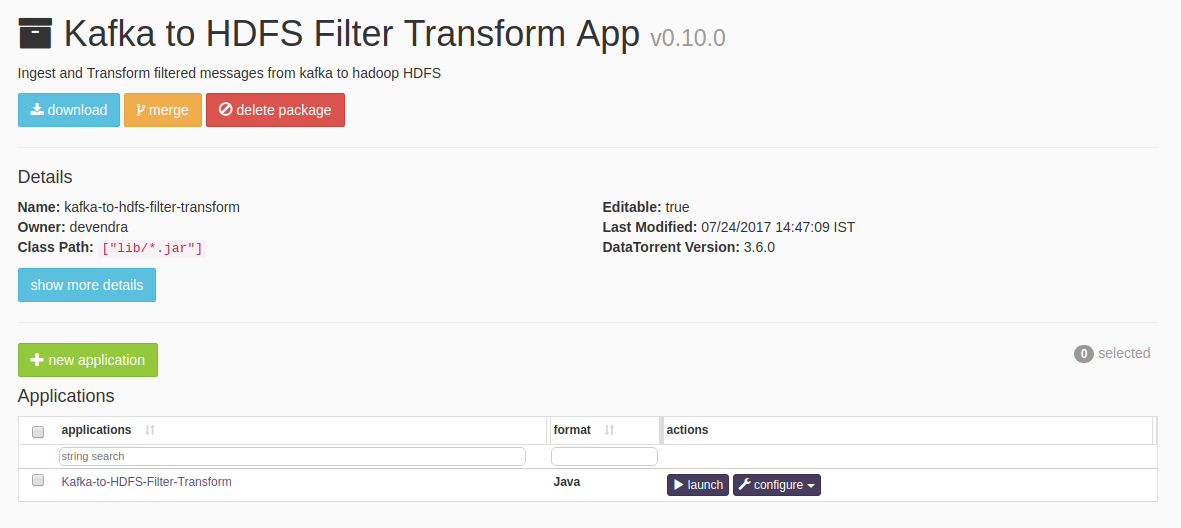 Kafka to HDFS Filter Transform App v0.10.0
Ingest and Transform filtered messages from kafka to hadoop HDFS
download merge delete package
Details
Name: kafka-to-hdfs-filter-transform Editable: true
Owner: devendra Last Modified: 07/24/2017 14:47:09 IST
Class Path: ["lib/*.jar"] DataTorrent Version: 3.6.0
show more details
new application 0 selected
Applications
applications format actions
string search
Kafka-to-HDFS-Filter-Transform Java launch configure